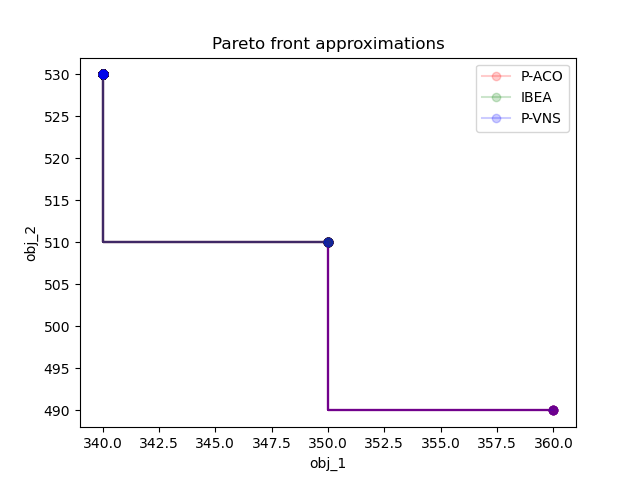 Pareto front approximations
P-ACO
IBEA
P-VNS
530
525
520
515
510
505
500
495
490
obj_2
340.0 342.5 345.0 347.5 350.0 352.5 355.0 357.5 360.0
obj_1